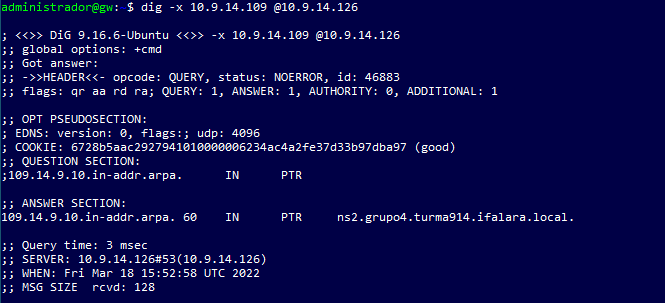 administrador@gw:~$ dig -x 10.9.14.109 @10.9.14.126
; <<>> DiG 9.16.6-Ubuntu <<>> -x 10.9.14.109 @10.9.14.126
;; global options: +cmd
;; Got answer:
;; ->>HEADER<<- opcode: QUERY, status: NOERROR, id: 46883
;; flags: qr aa rd ra; QUERY: 1, ANSWER: 1, AUTHORITY: 0, ADDITIONAL: 1
;; OPT PSEUDOSECTION:
; EDNS: version: 0, flags:; udp: 4096
; COOKIE: 6728b5aac2927941010000006234ac4a2fe37d33b97dba97 (good)
;; QUESTION SECTION:
;109.14.9.10.in-addr.arpa. IN PTR
;; ANSWER SECTION:
109.14.9.10.in-addr.arpa. 60 IN PTR ns2.grupo4.turma914.ifalara.local.
;; Query time: 3 msec
;; SERVER: 10.9.14.126#53(10.9.14.126)
;; WHEN: Fri Mar 18 15:52:58 UTC 2022
;; MSG SIZE rcvd: 128